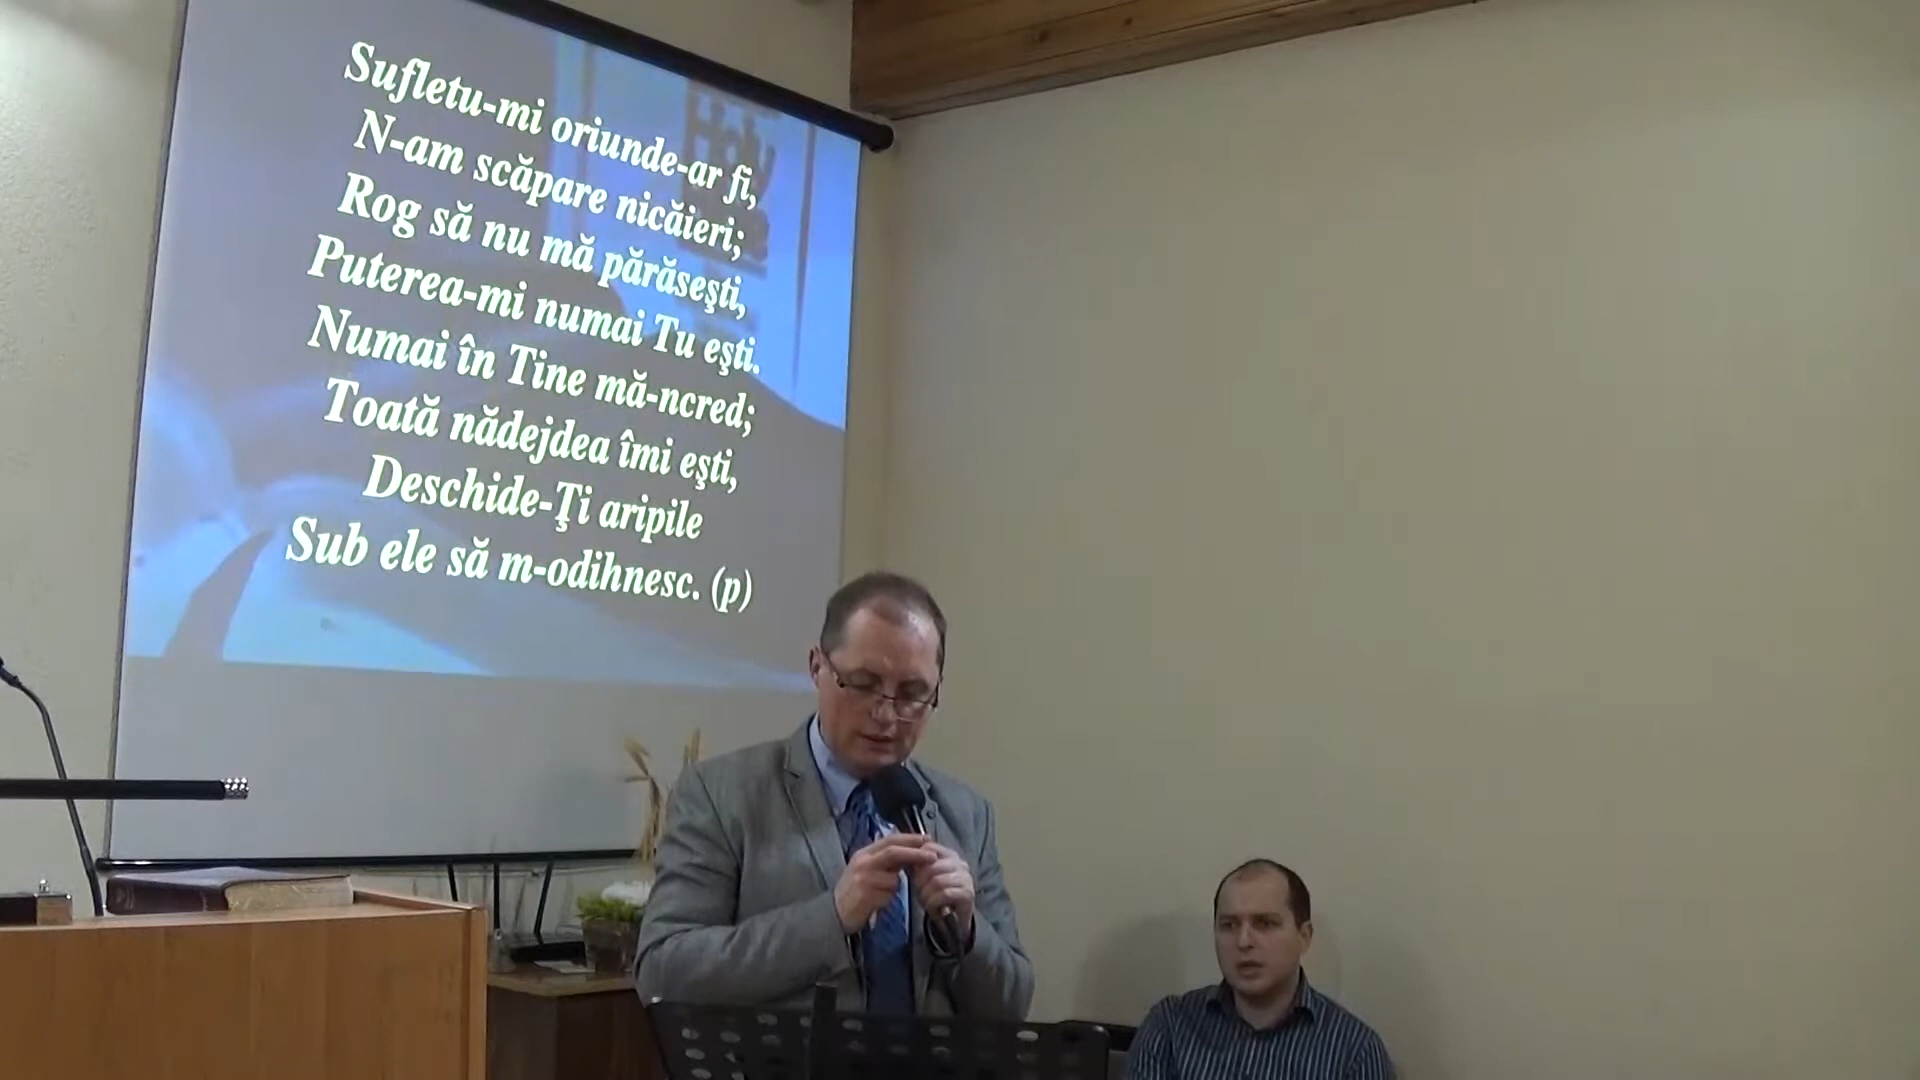 Sufletu-mi oriunde-ar fi,
N-am scăpare nicăieri;
Rog să nu mă părăseşti,
Puterea-mi numai Tu eşti.
Numai în Tine mă-ncred;
Toată nădejdea îmi eşti,
Deschide-Ţi aripile
Sub ele să m-odihnesc. (p)
Holy